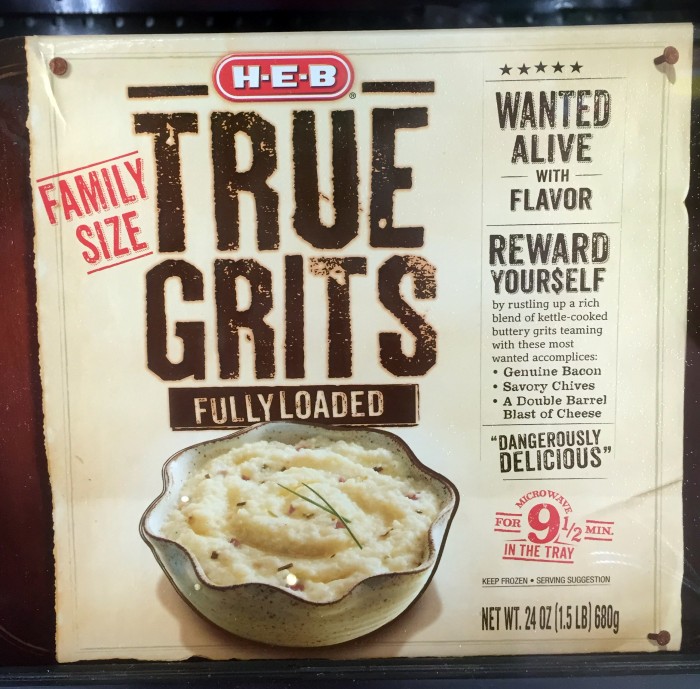 H-E-B
®
TRUE
GRITS
FAMILY
SIZE
FULLY LOADED
★★★★★
WANTED
ALIVE
WITH
FLAVOR
REWARD
YOUR$ELF
by rustling up a rich
blend of kettle-cooked
buttery grits teaming
with these most
wanted accomplices:
• Genuine Bacon
• Savory Chives
• A Double Barrel
Blast of Cheese
“DANGEROUSLY
DELICIOUS”
MICROWAVE
FOR 9 1/2 MIN.
IN THE TRAY
KEEP FROZEN • SERVING SUGGESTION
NET WT. 24 OZ (1.5 LB) 680g